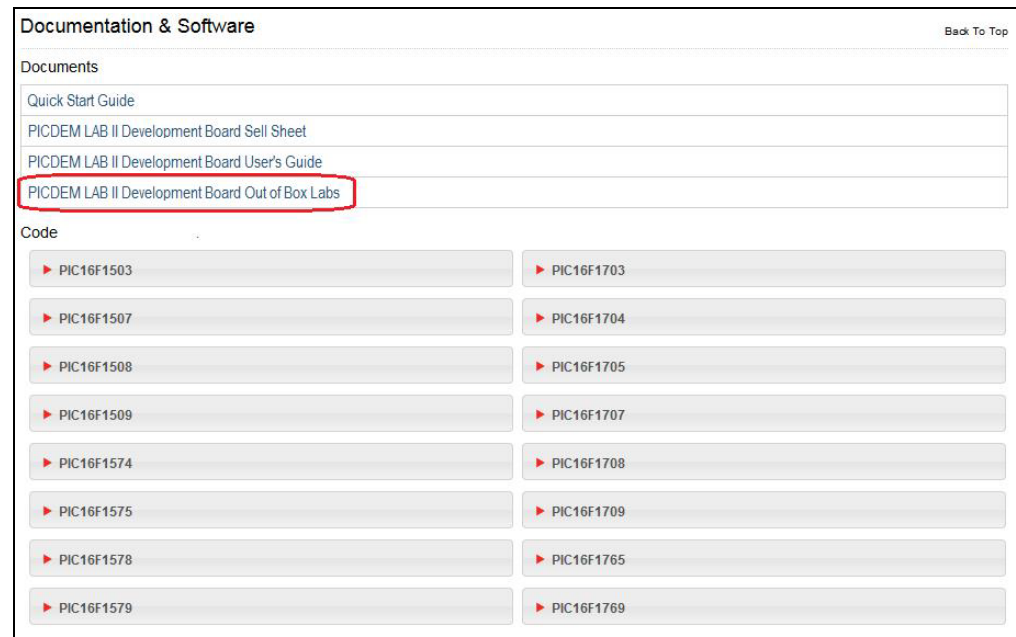 Documentation & Software
Back To Top
Documents
Quick Start Guide
PICDEM LAB II Development Board Sell Sheet
PICDEM LAB II Development Board User's Guide
PICDEM LAB II Development Board Out of Box Labs
Code
PIC16F1503 PIC16F1703
PIC16F1507 PIC16F1704
PIC16F1508 PIC16F1705
PIC16F1509 PIC16F1707
PIC16F1574 PIC16F1708
PIC16F1575 PIC16F1709
PIC16F1578 PIC16F1765
PIC16F1579 PIC16F1769